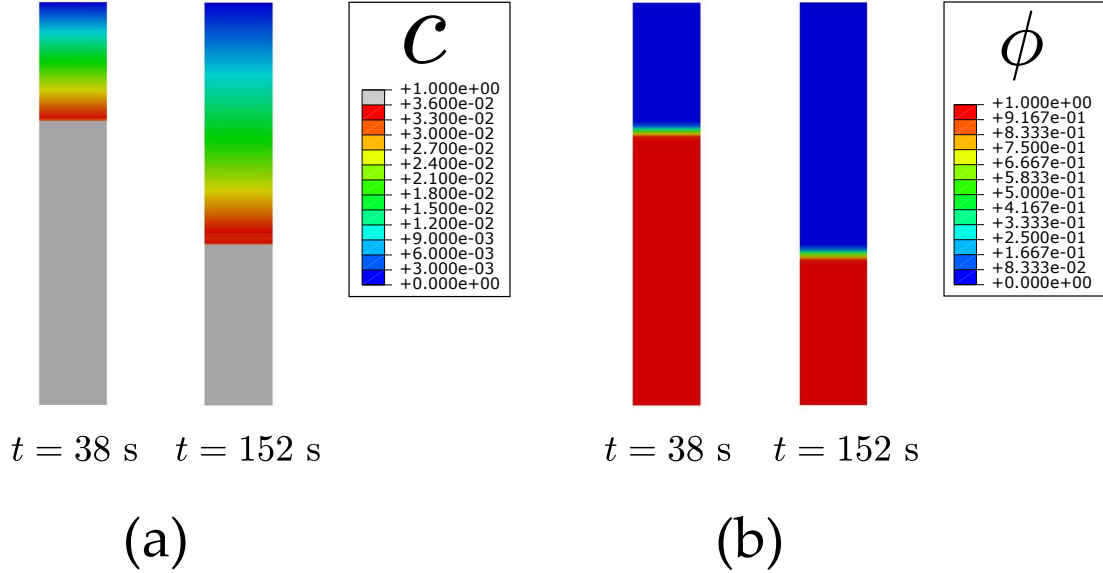 c
+1.000e+00
+3.600e-02
+3.300e-02
+3.000e-02
+2.700e-02
+2.400e-02
+2.100e-02
+1.800e-02
+1.500e-02
+1.200e-02
+9.000e-03
+6.000e-03
+3.000e-03
+0.000e+00
t = 38 s
t = 152 s
(a)
ϕ
+1.000e+00
+9.167e-01
+8.333e-01
+7.500e-01
+6.667e-01
+5.833e-01
+5.000e-01
+4.167e-01
+3.333e-01
+2.500e-01
+1.667e-01
+8.333e-02
+0.000e+00
t = 38 s
t = 152 s
(b)